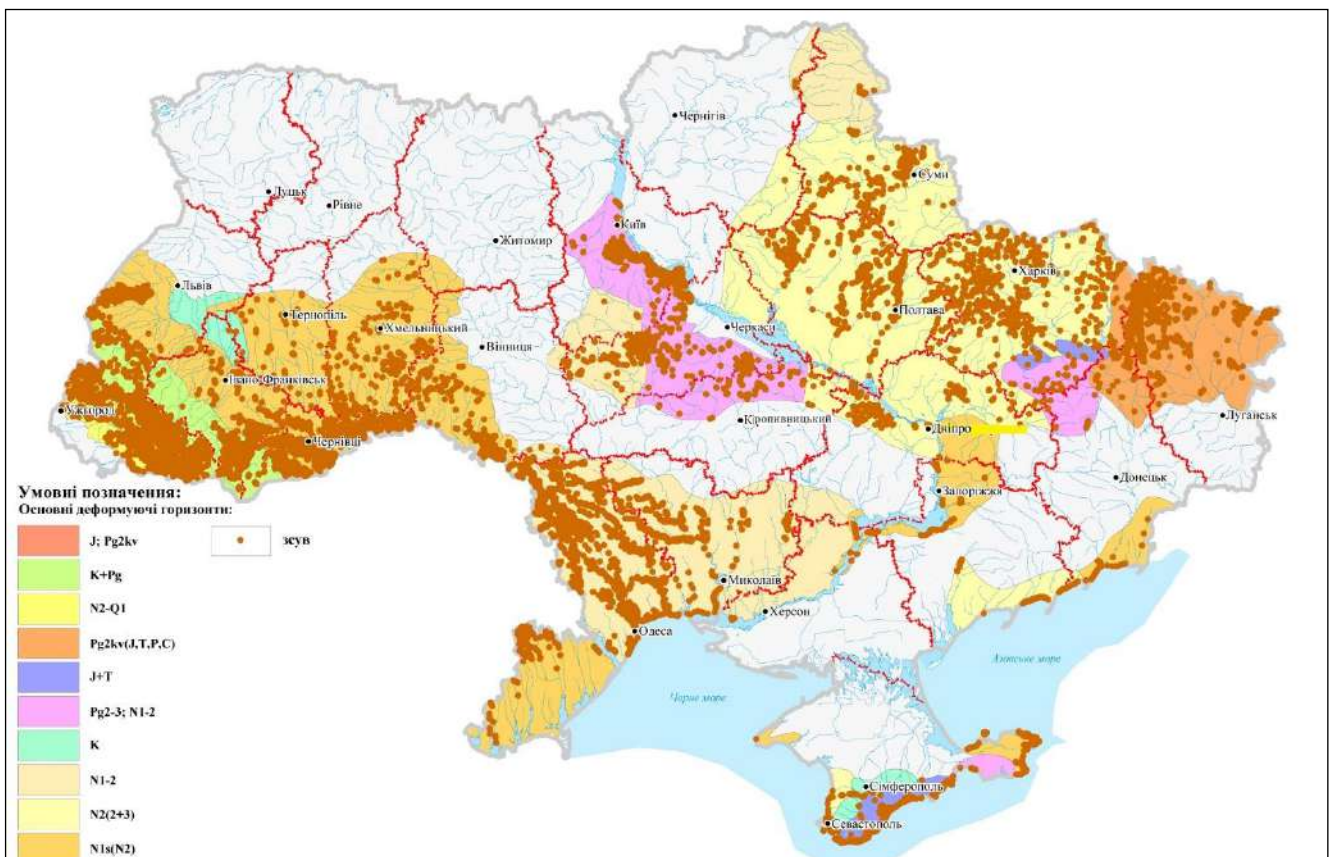 Чернігів
Суми
Луцьк
Рівне
Київ
Житомир
Харків
Львів
Тернопіль
Полтава
Хмельницький
Черкаси
Вінниця
Івано-Франківськ
Ужгород
Кропивницький
Луганськ
Чернівці
Дніпро
Донецьк
Запоріжжя
Умовні позначення:
Основні деформуючі горизонти:
J; Pg2kv
зсув
K+Pg
N2-Q1
Pg2kv(J,T,P,C)
J+T
Pg2-3; N1-2
K
N1-2
N2(2+3)
N1s(N2)
Миколаїв
Херсон
Одеса
Азовське море
Чорне море
Сімферополь
Севастополь